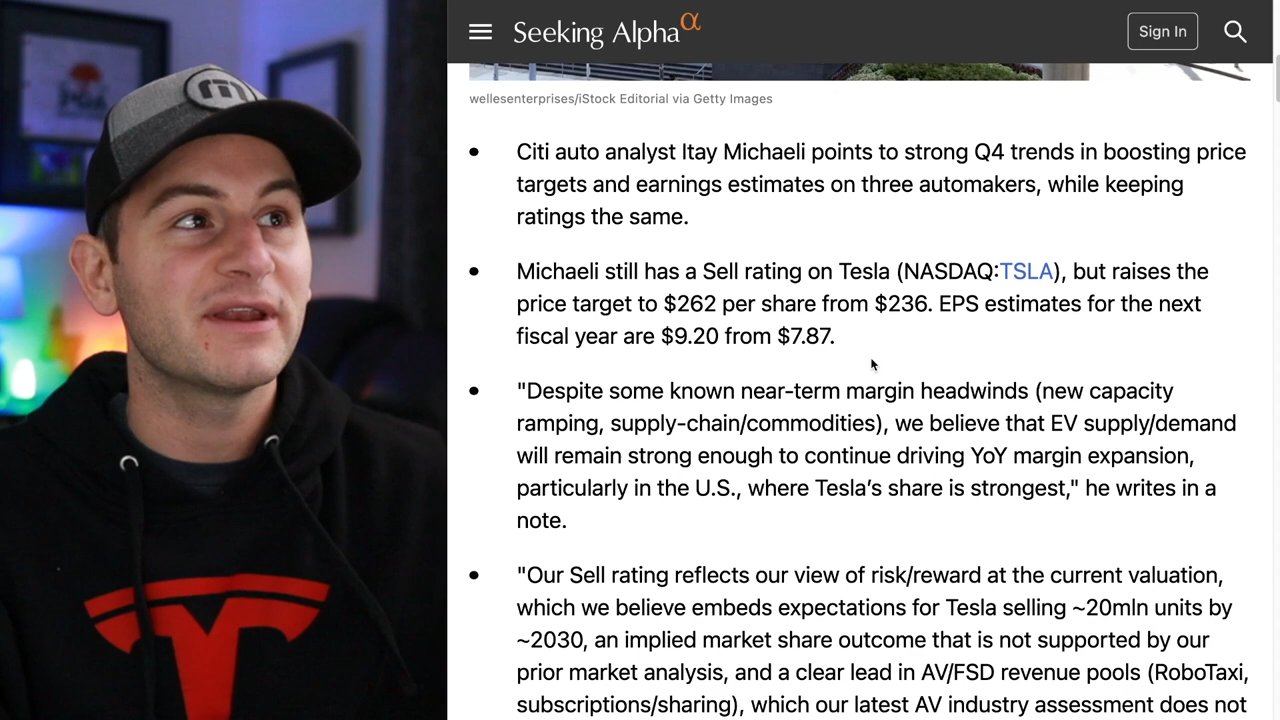 Seeking Alpha α
Sign In
wellesenterprises/iStock Editorial via Getty Images
• Citi auto analyst Itay Michaeli points to strong Q4 trends in boosting price
targets and earnings estimates on three automakers, while keeping
ratings the same.
• Michaeli still has a Sell rating on Tesla (NASDAQ:TSLA), but raises the
price target to $262 per share from $236. EPS estimates for the next
fiscal year are $9.20 from $7.87.
• "Despite some known near-term margin headwinds (new capacity
ramping, supply-chain/commodities), we believe that EV supply/demand
will remain strong enough to continue driving YoY margin expansion,
particularly in the U.S., where Tesla’s share is strongest," he writes in a
note.
• "Our Sell rating reflects our view of risk/reward at the current valuation,
which we believe embeds expectations for Tesla selling ~20mln units by
~2030, an implied market share outcome that is not supported by our
prior market analysis, and a clear lead in AV/FSD revenue pools (RoboTaxi,
subscriptions/sharing), which our latest AV industry assessment does not